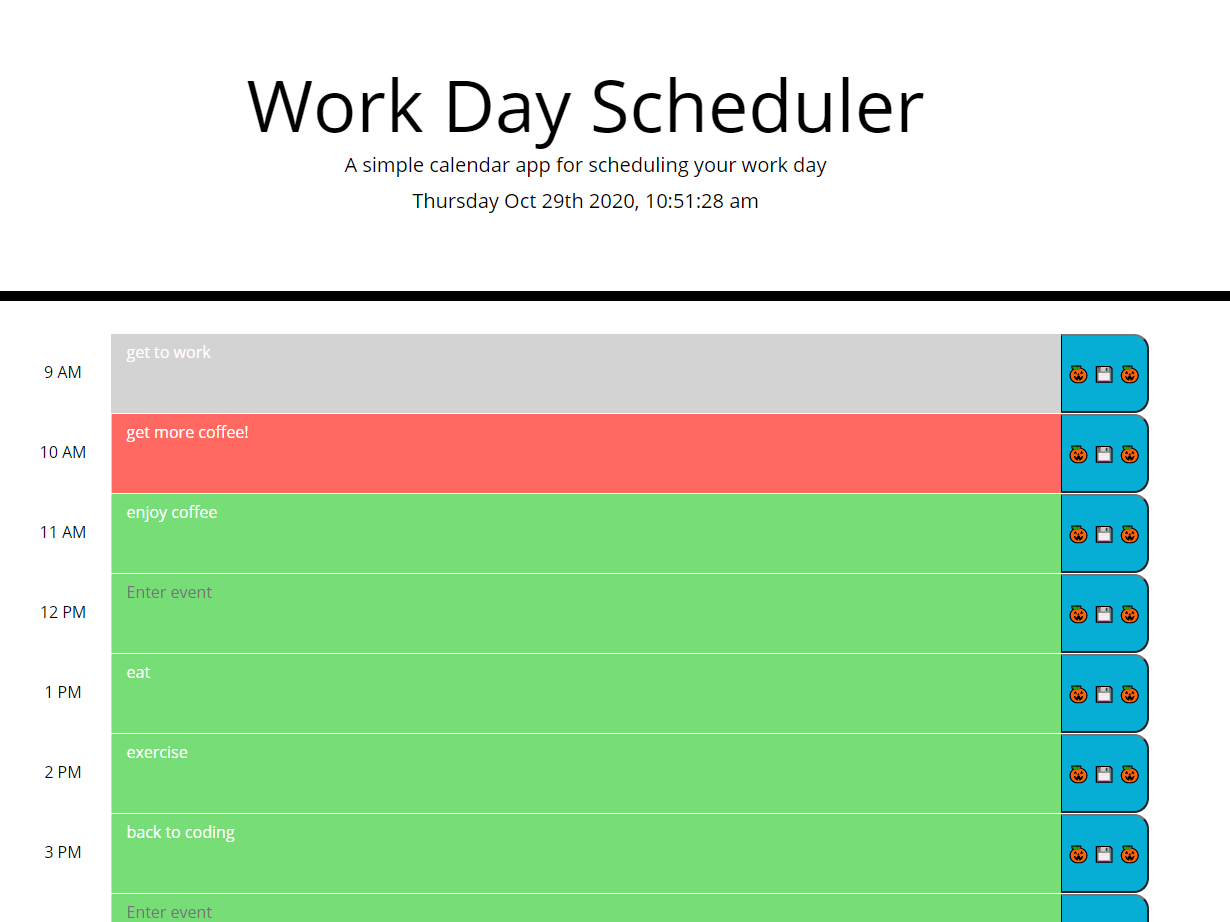 Work Day Scheduler
A simple calendar app for scheduling your work day
Thursday Oct 29th 2020, 10:51:28 am
9 AM get to work
10 AM get more coffee!
11 AM enjoy coffee
12 PM Enter event
1 PM eat
2 PM exercise
3 PM back to coding
Enter event